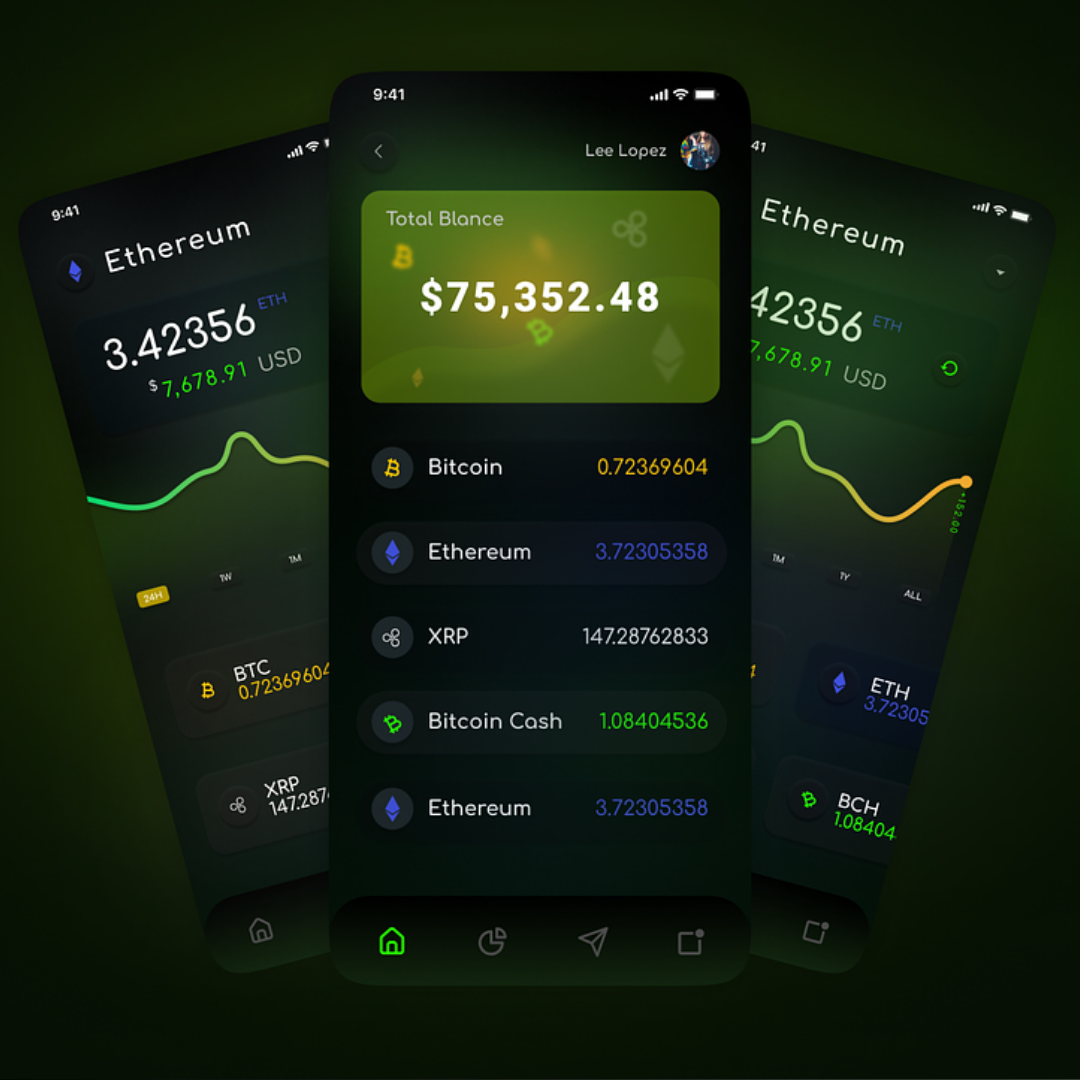 9:41
Lee Lopez
Total Blance
$75,352.48
Bitcoin 0.72369604
Ethereum 3.72305358
XRP 147.28762833
Bitcoin Cash 1.08404536
Ethereum 3.72305358
9:41
Ethereum
3.42356 ETH
$7,678.91 USD
24H 1W 1M
BTC
0.72369604
XRP
147.287
41
Ethereum
42356 ETH
7,678.91 USD
+152.00
1M 1Y ALL
ETH
3.72305
BCH
1.08404